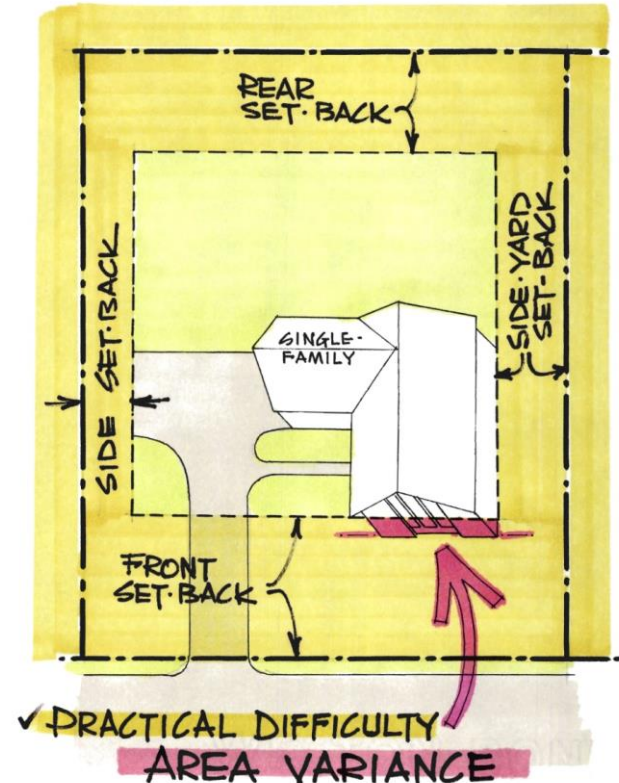 REAR
SET·BACK
SIDE SET·BACK
SIDE·YARD
SET-BACK
SINGLE-
FAMILY
FRONT
SET·BACK
✓ PRACTICAL DIFFICULTY
AREA VARIANCE